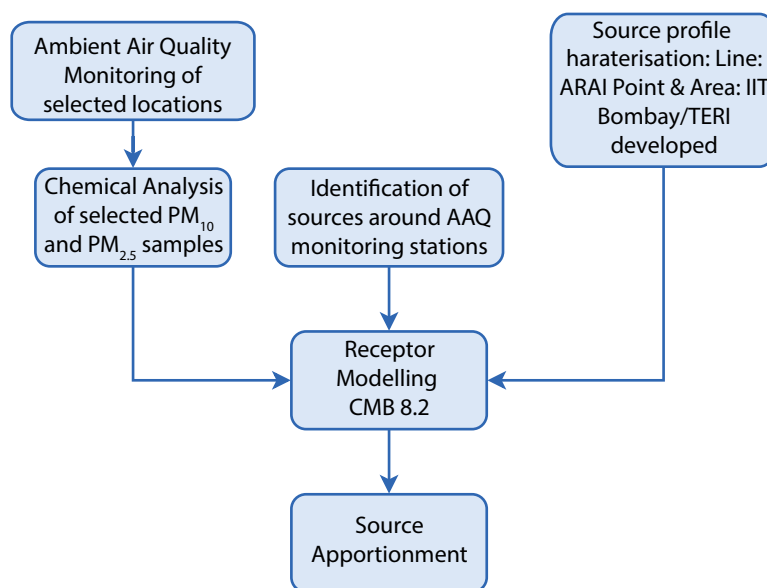 Ambient Air Quality
Monitoring of
selected locations
Source profile
haraterisation: Line:
ARAI Point & Area: IIT
Bombay/TERI
developed
Chemical Analysis
of selected PM10
and PM2.5 samples
Identification of
sources around AAQ
monitoring stations
Receptor
Modelling
CMB 8.2
Source
Apportionment